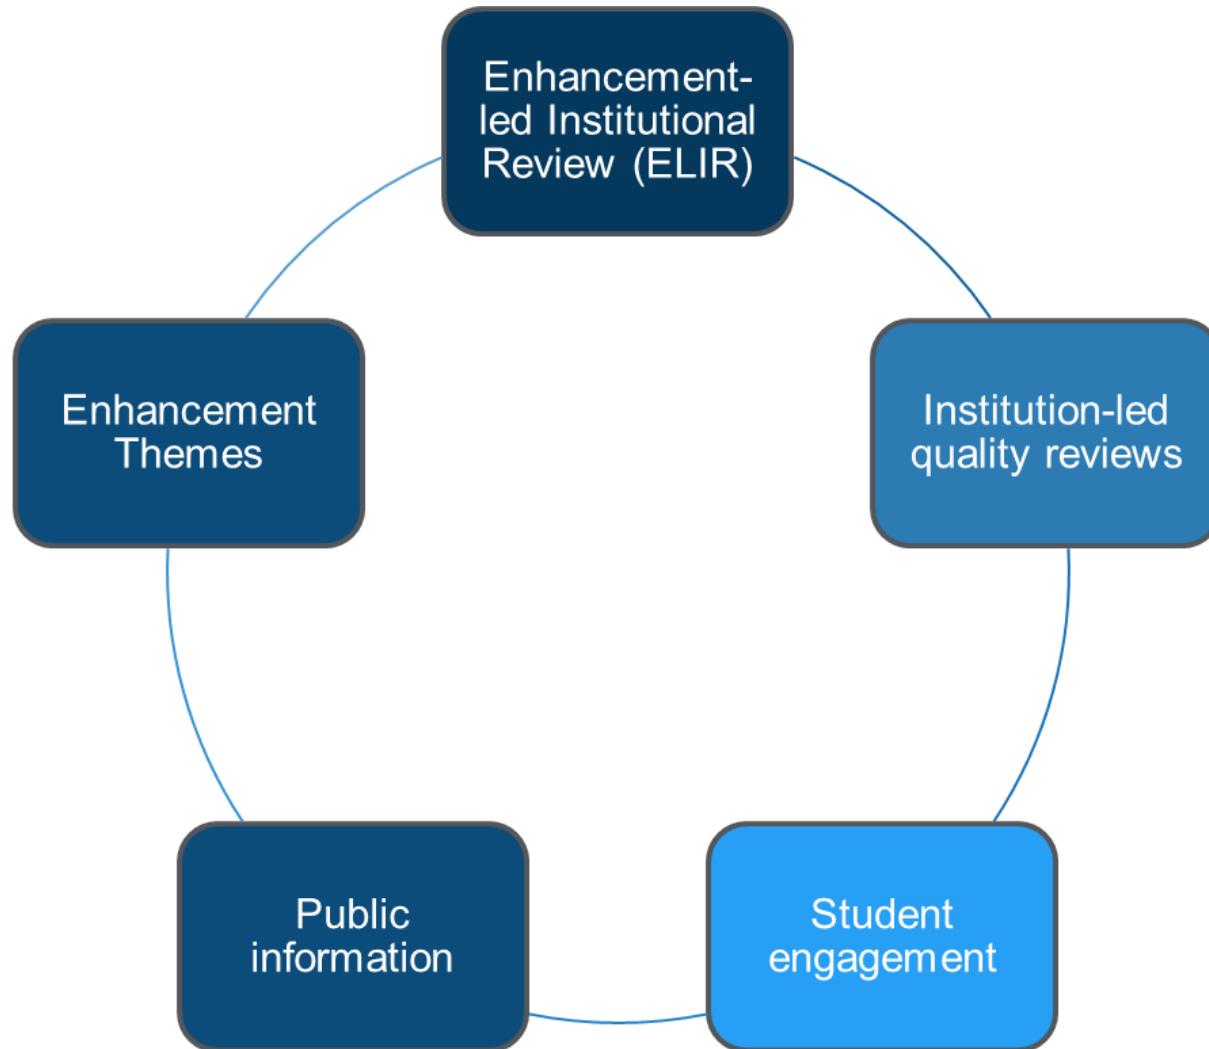 Enhancement-
led Institutional
Review (ELIR)
Institution-led
quality reviews
Student
engagement
Public
information
Enhancement
Themes